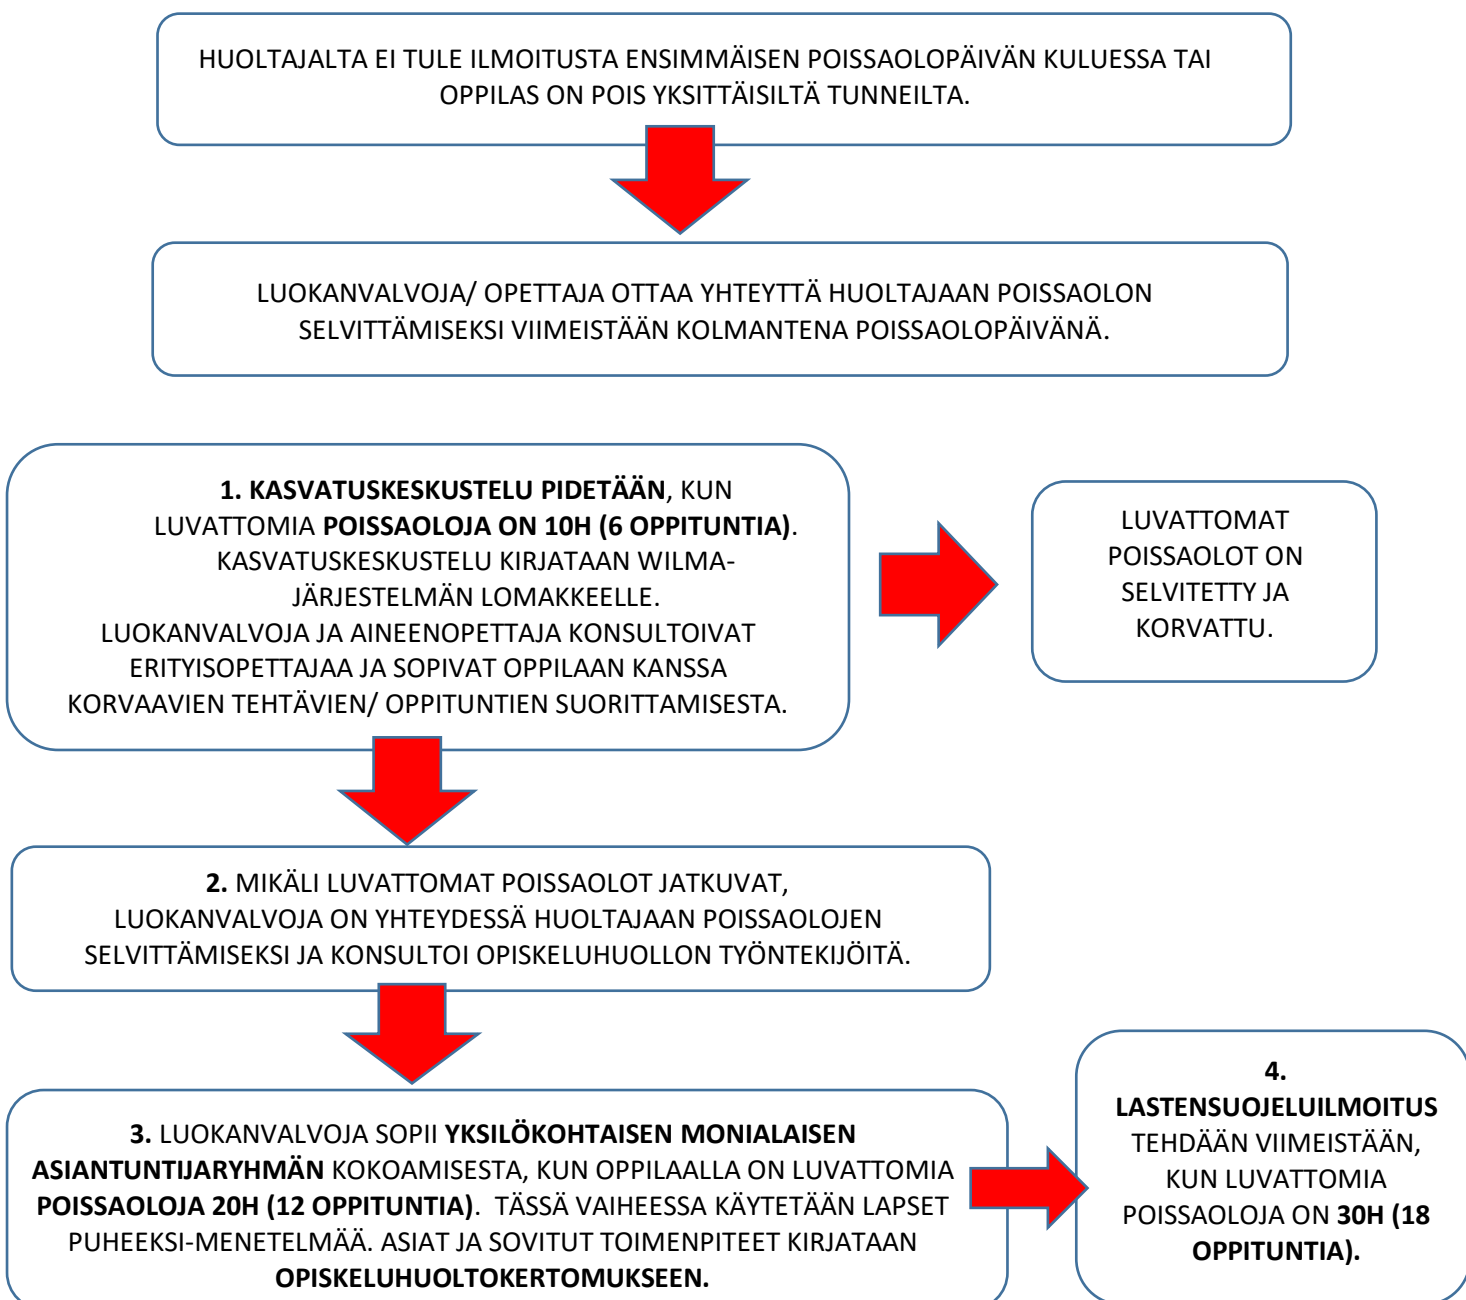 HUOLTAJALTA EI TULE ILMOITUSTA ENSIMMÄISEN POISSAOLOPÄIVÄN KULUESSA TAI
OPPILAS ON POIS YKSITTÄISILTÄ TUNNEILTA.
LUOKANVALVOJA/ OPETTAJA OTTAA YHTEYTTÄ HUOLTAJAAN POISSAOLON
SELVITTÄMISEKSI VIIMEISTÄÄN KOLMANTENA POISSAOLOPÄIVÄNÄ.
1. KASVATUSKESKUSTELU PIDETÄÄN, KUN
LUVATTOMIA POISSAOLOJA ON 10H (6 OPPITUNTIA).
KASVATUSKESKUSTELU KIRJATAAN WILMA-
JÄRJESTELMÄN LOMAKKEELLE.
LUOKANVALVOJA JA AINEENOPETTAJA KONSULTOIVAT
ERITYISOPETTAJAA JA SOPIVAT OPPILAAN KANSSA
KORVAAVIEN TEHTÄVIEN/ OPPITUNTIEN SUORITTAMISESTA.
LUVATTOMAT
POISSAOLOT ON
SELVITETTY JA
KORVATTU.
2. MIKÄLI LUVATTOMAT POISSAOLOT JATKUVAT,
LUOKANVALVOJA ON YHTEYDESSÄ HUOLTAJAAN POISSAOLOJEN
SELVITTÄMISEKSI JA KONSULTOI OPISKELUHUOLLON TYÖNTEKIJÖITÄ.
3. LUOKANVALVOJA SOPII YKSILÖKOHTAISEN MONIALAISEN
ASIANTUNTIJARYHMÄN KOKOAMISESTA, KUN OPPILAALLA ON LUVATTOMIA
POISSAOLOJA 20H (12 OPPITUNTIA). TÄSSÄ VAIHEESSA KÄYTETÄÄN LAPSET
PUHEEKSI-MENETELMÄÄ. ASIAT JA SOVITUT TOIMENPITEET KIRJATAAN
OPISKELUHUOLTOKERTOMUKSEEN.
4.
LASTENSUOJELUILMOITUS
TEHDÄÄN VIIMEISTÄÄN,
KUN LUVATTOMIA
POISSAOLOJA ON 30H (18
OPPITUNTIA).